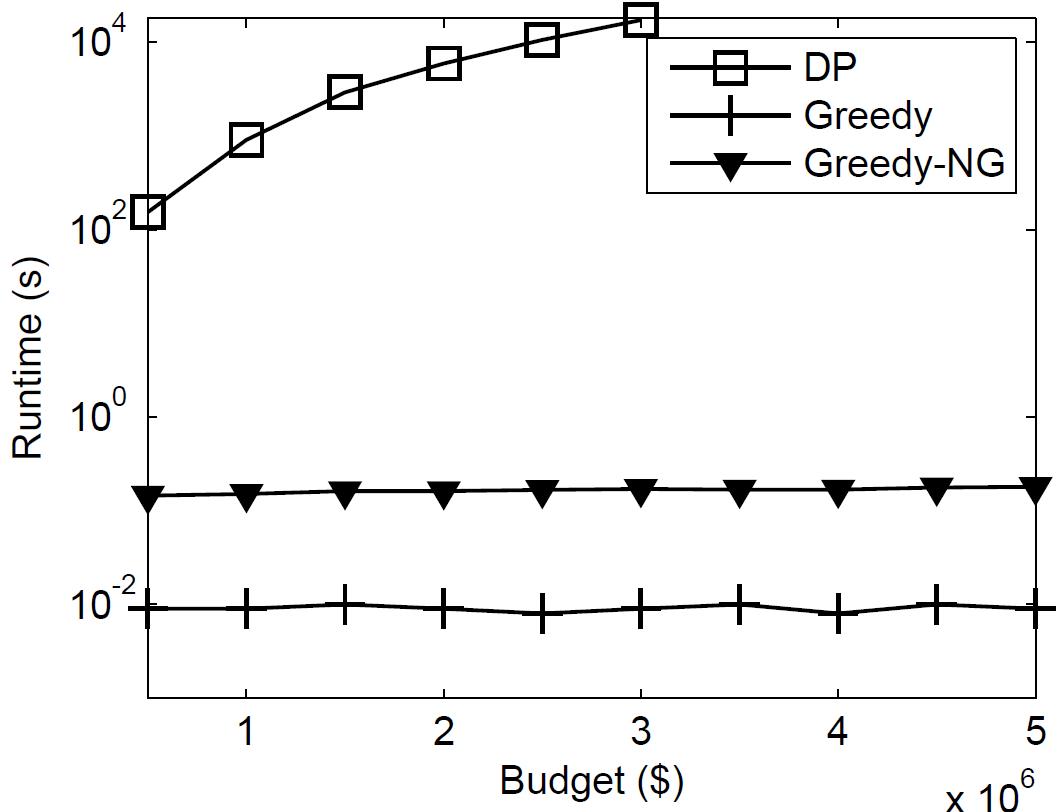 10^4
10^2
10^0
10^-2
Runtime (s)
DP
Greedy
Greedy-NG
1 2 3 4 5
Budget ($)
x 10^6